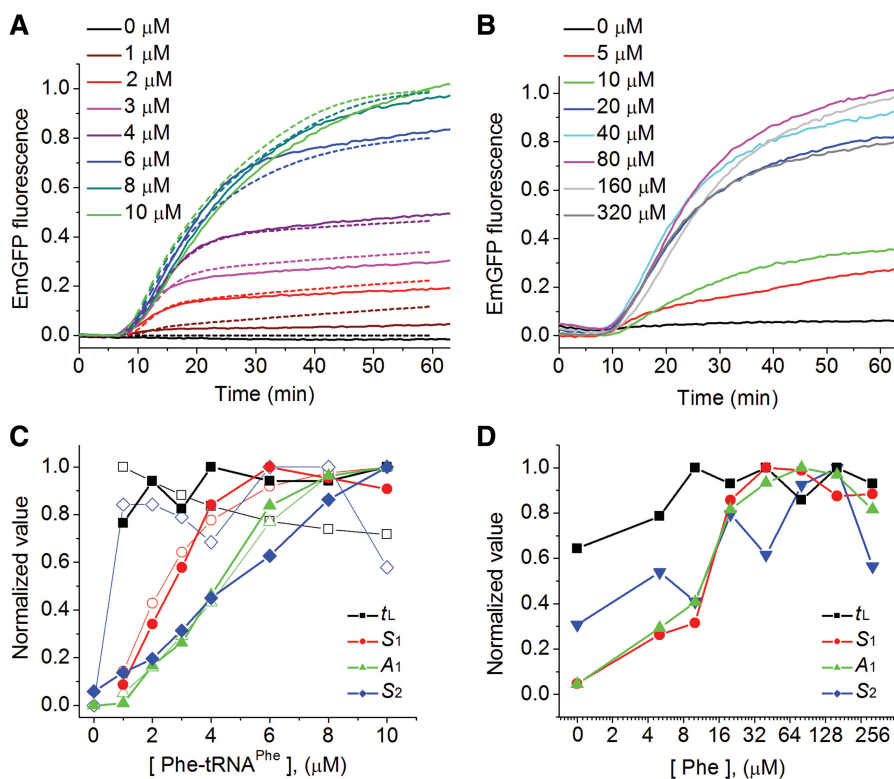 A
0 μM
1 μM
2 μM
3 μM
4 μM
6 μM
8 μM
10 μM
EmGFP fluorescence
1.0
0.8
0.6
0.4
0.2
0.0
0 10 20 30 40 50 60
Time (min)
B
0 μM
5 μM
10 μM
20 μM
40 μM
80 μM
160 μM
320 μM
EmGFP fluorescence
1.0
0.8
0.6
0.4
0.2
0.0
0 10 20 30 40 50 60
Time (min)
C
Normalized value
1.0
0.8
0.6
0.4
0.2
0.0
tL
S1
A1
S2
0 2 4 6 8 10
[ Phe-tRNAPhe ], (μM)
D
Normalized value
1.0
0.8
0.6
0.4
0.2
0.0
tL
S1
A1
S2
0 2 4 8 16 32 64 128 256
[ Phe ], (μM)